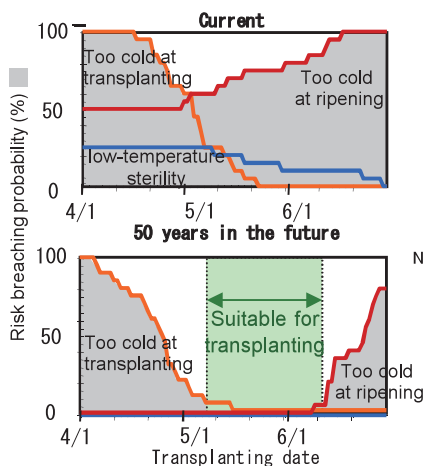 Current
Risk breaching probability (%)
100
50
0
Too cold at
transplanting
Too cold
at ripening
low-temperature
sterility
4/1
5/1
6/1
50 years in the future
N
100
50
0
Too cold at
transplanting
Suitable for
transplanting
Too cold
at ripening
4/1
5/1
6/1
Transplanting date